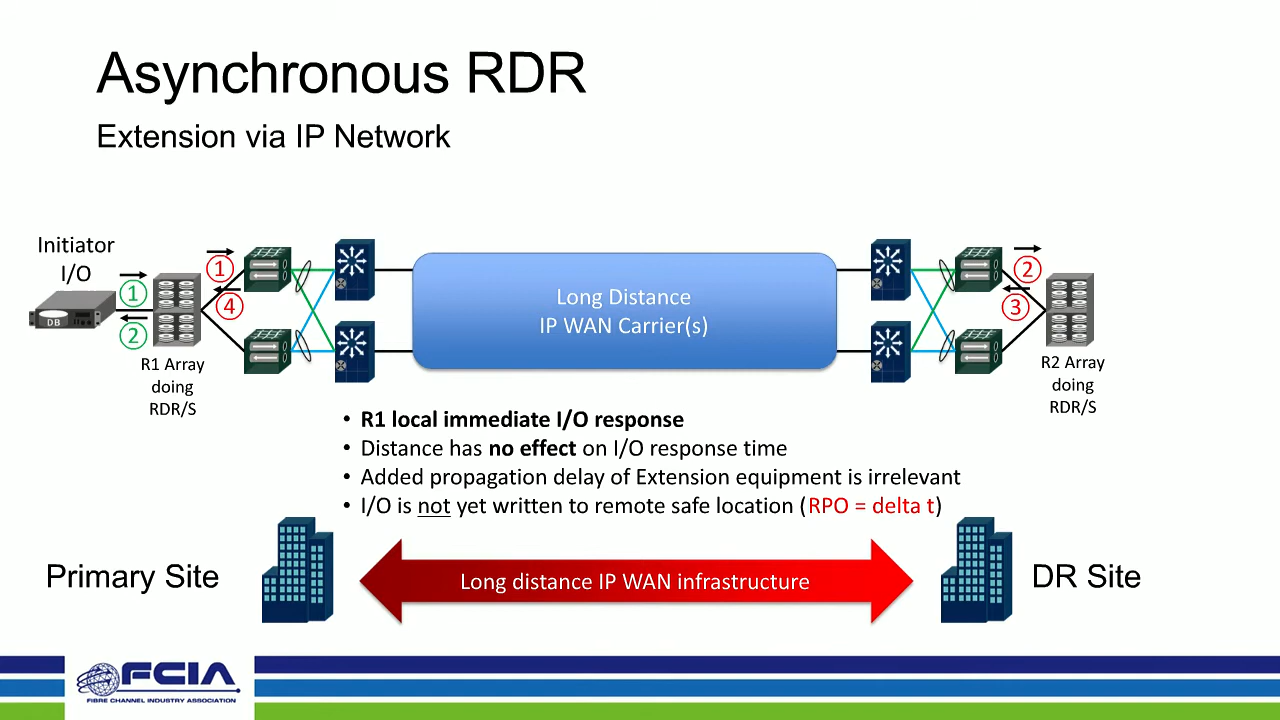 Asynchronous RDR
Extension via IP Network
Initiator
I/O
1
2
DB
R1 Array
doing
RDR/S
1
4
Long Distance
IP WAN Carrier(s)
2
3
R2 Array
doing
RDR/S
• R1 local immediate I/O response
• Distance has no effect on I/O response time
• Added propagation delay of Extension equipment is irrelevant
• I/O is not yet written to remote safe location (RPO = delta t)
Primary Site
Long distance IP WAN infrastructure
DR Site
FCIA
FIBRE CHANNEL INDUSTRY ASSOCIATION